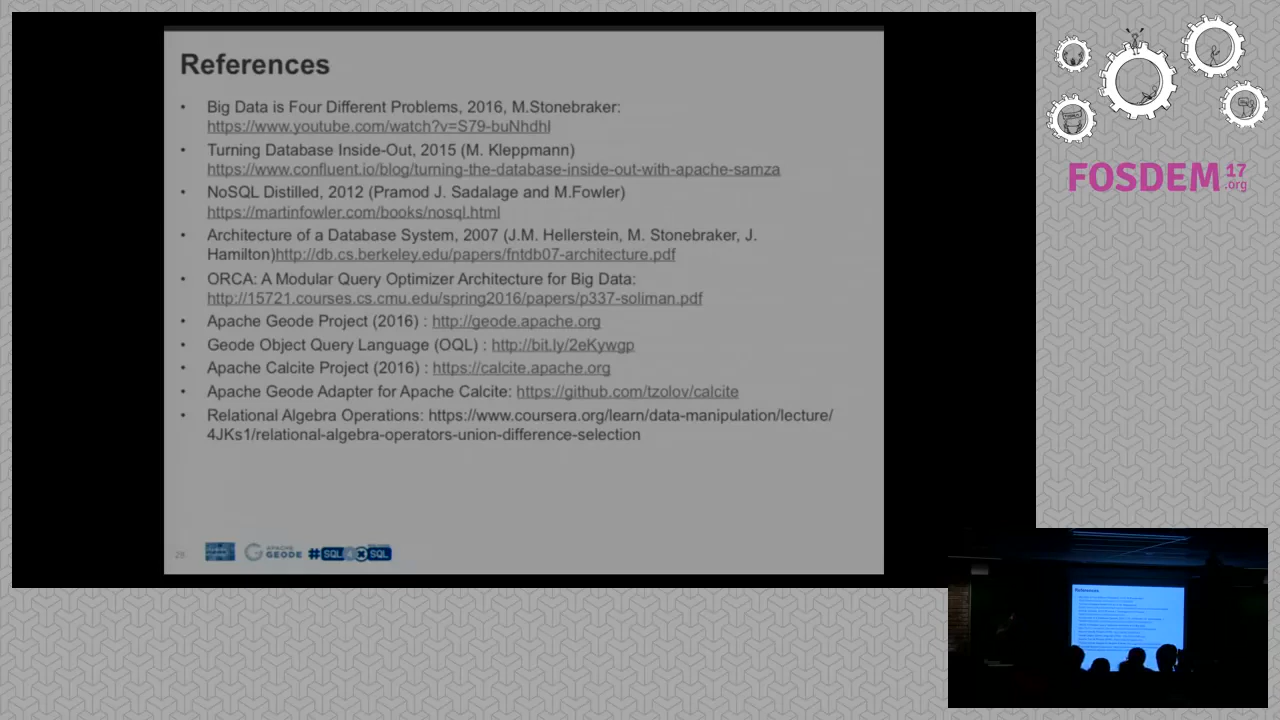 References
• Big Data is Four Different Problems, 2016, M.Stonebraker:
https://www.youtube.com/watch?v=S79-buNhdhI
• Turning Database Inside-Out, 2015 (M. Kleppmann)
https://www.confluent.io/blog/turning-the-database-inside-out-with-apache-samza
• NoSQL Distilled, 2012 (Pramod J. Sadalage and M.Fowler)
https://martinfowler.com/books/nosql.html
• Architecture of a Database System, 2007 (J.M. Hellerstein, M. Stonebraker, J.
Hamilton)http://db.cs.berkeley.edu/papers/fntdb07-architecture.pdf
• ORCA: A Modular Query Optimizer Architecture for Big Data:
http://15721.courses.cs.cmu.edu/spring2016/papers/p337-soliman.pdf
• Apache Geode Project (2016) : http://geode.apache.org
• Geode Object Query Language (OQL) : http://bit.ly/2eKywgp
• Apache Calcite Project (2016) : https://calcite.apache.org
• Apache Geode Adapter for Apache Calcite: https://github.com/tzolov/calcite
• Relational Algebra Operations: https://www.coursera.org/learn/data-manipulation/lecture/
4JKs1/relational-algebra-operators-union-difference-selection
APACHE
GEODE
#SQL
SQL
FOSDEM 17
.org
References